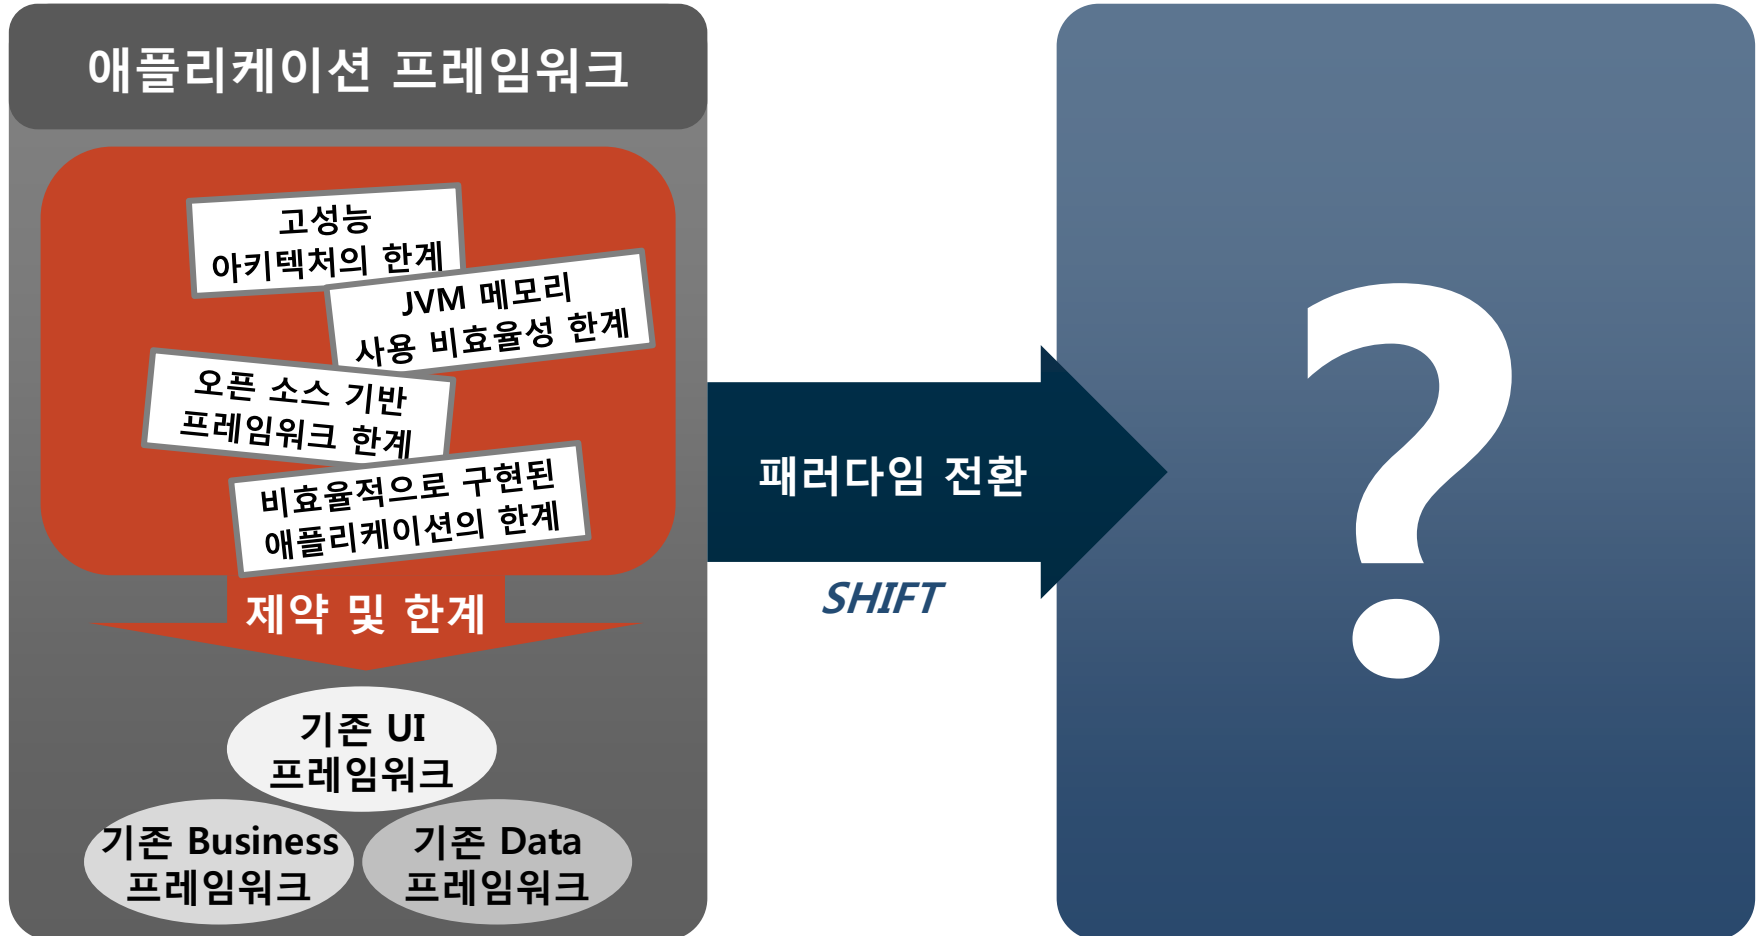 애플리케이션 프레임워크
고성능
아키텍처의 한계
JVM 메모리
사용 비효율성 한계
오픈 소스 기반
프레임워크 한계
비효율적으로 구현된
애플리케이션의 한계
제약 및 한계
기존 UI
프레임워크
기존 Business
프레임워크
기존 Data
프레임워크
패러다임 전환
SHIFT
?